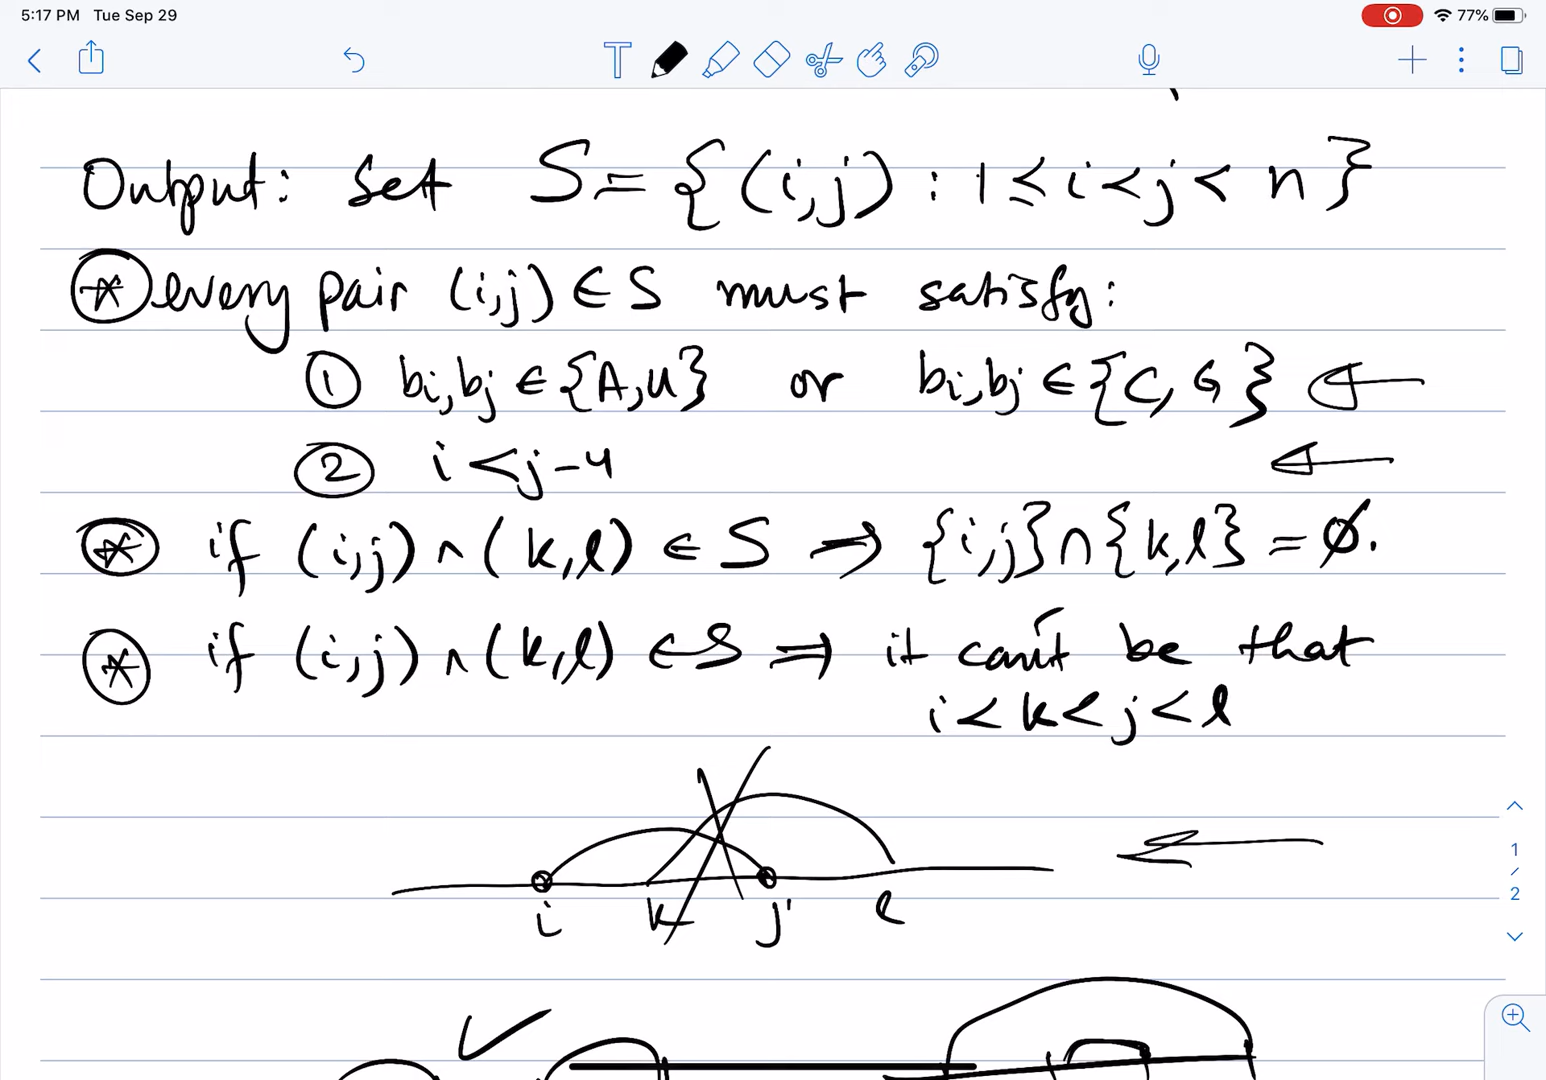 5:17 PM Tue Sep 29
77%
Output: Set S = {(i,j) : 1 ≤ i < j < n}
⊛ every pair (i,j) ∈ S must satisfy:
① bi,bj ∈ {A,U} or bi,bj ∈ {C,G} ⇐
② i < j-4 ⇐
⊛ if (i,j) ∧ (k,l) ∈ S ⇒ {i,j} ∩ {k,l} = ∅.
⊛ if (i,j) ∧ (k,l) ∈ S ⇒ it can't be that
i < k < j < l
i k j l
1
/
2